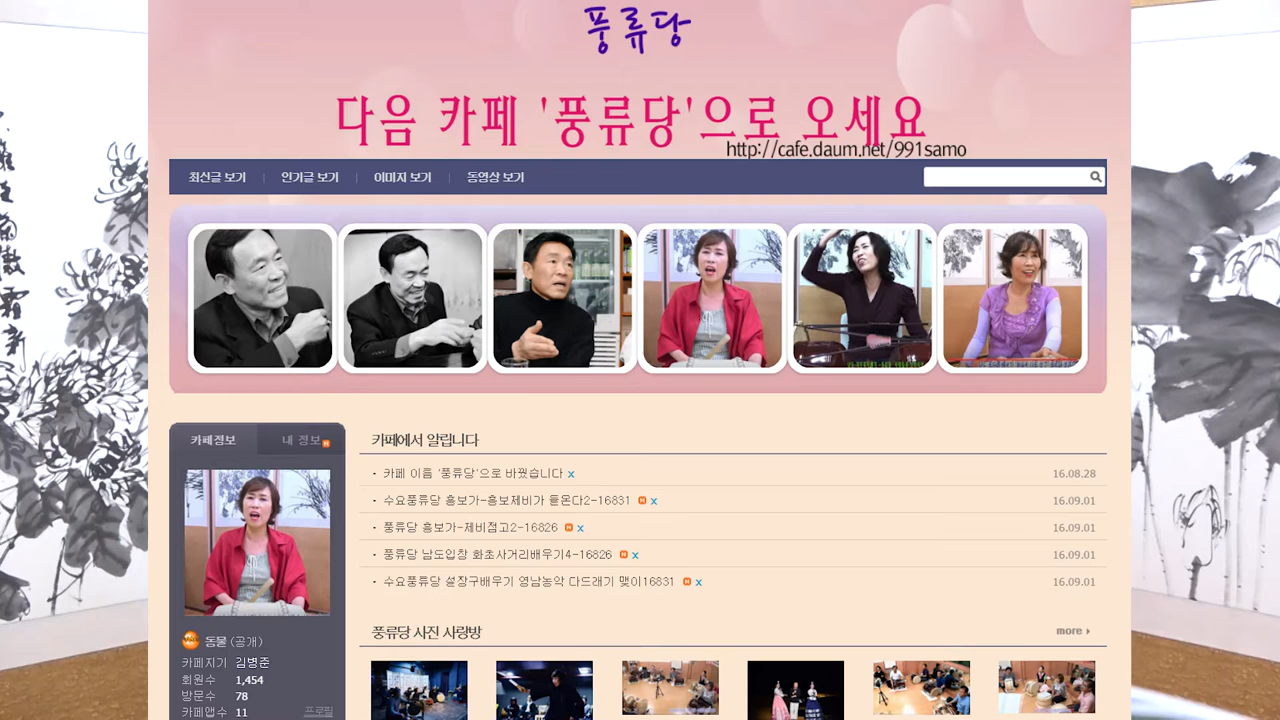 풍류당
다음 카페 '풍류당'으로 오세요
http://cafe.daum.net/991samo
최신글 보기 | 인기글 보기 | 이미지 보기 | 동영상 보기
카페정보 내 정보
카페에서 알립니다
· 카페 이름 '풍류당'으로 바꿨습니다 x 16.08.28
· 수요풍류당 흥보가-흥보제비가 들온다2-16831 N x 16.09.01
· 풍류당 흥보가-제비점고2-16826 N x 16.09.01
· 풍류당 남도입창 화초사거리배우기4-16826 N x 16.09.01
· 수요풍류당 설장구배우기 영남농악 다드래기 맺이16831 N x 16.09.01
동물 (공개)
카페지기 김병준
회원수 1,454
방문수 78
카페앱수 11
프로필
풍류당 사진 사랑방
more